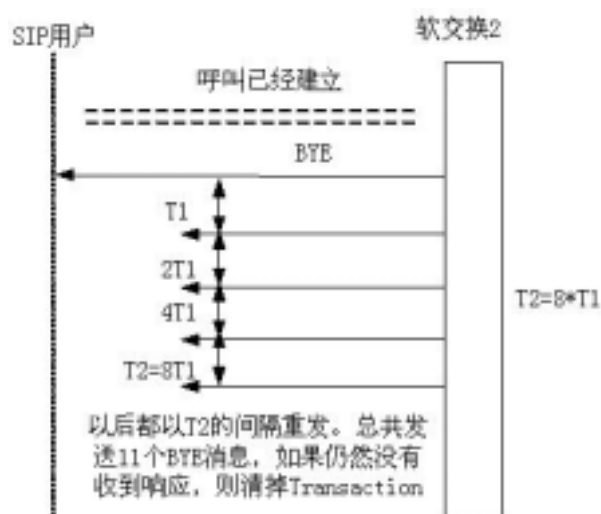 SIP用户
软交换2
呼叫已经建立
BYE
T1
2T1
4T1
T2=8*T1
T2=8T1
以后都以T2的间隔重发。总共发
送11个BYE消息，如果仍然没有
收到响应，则清掉Transaction